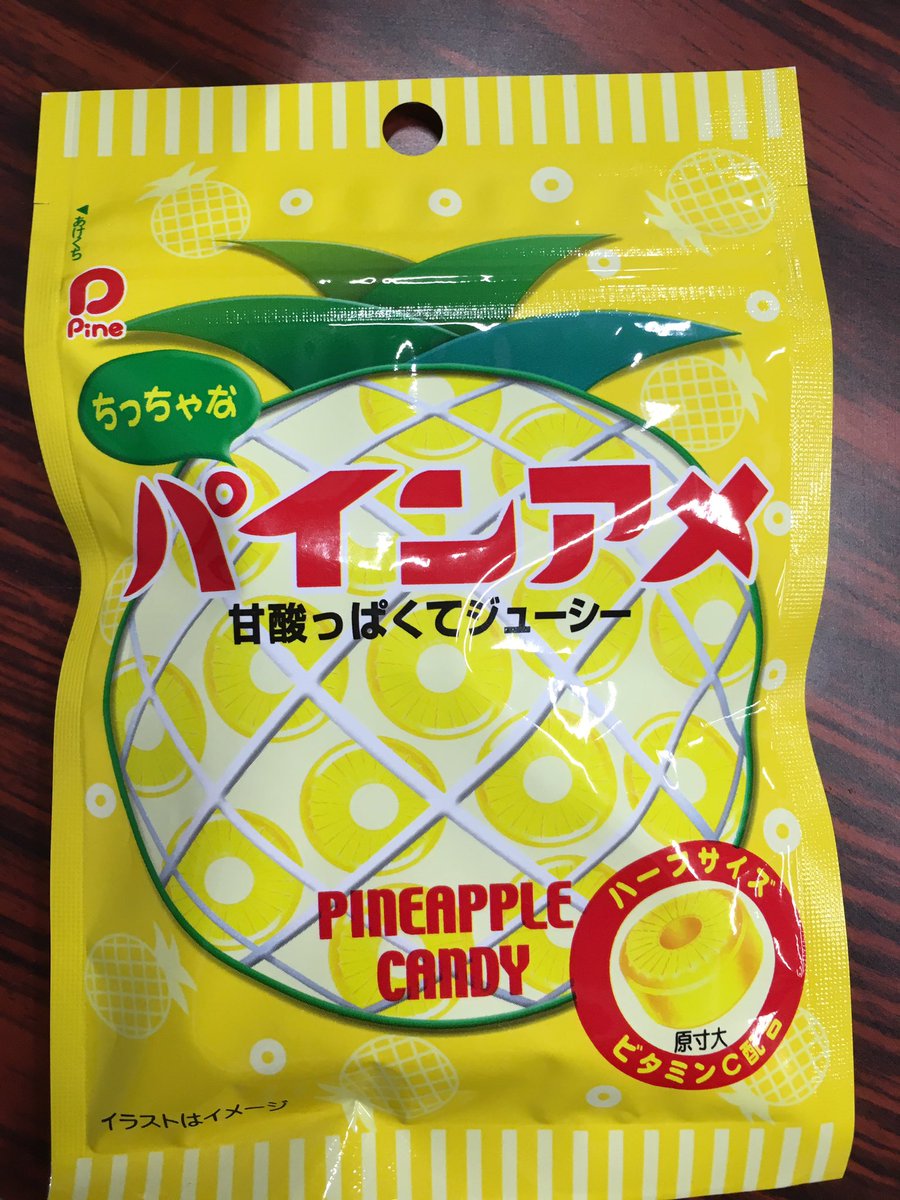 ◀あけくち
Pine
ちっちゃな
パインアメ
甘酸っぱくてジューシー
PINEAPPLE
CANDY
ハーフサイズ
原寸大
ビタミンC配合
イラストはイメージ